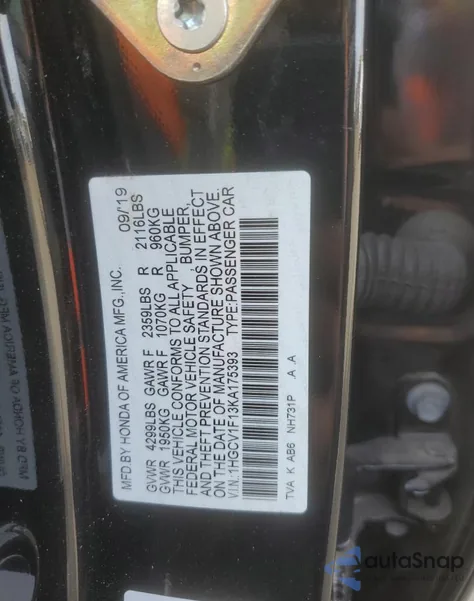 MFD.BY HONDA OF AMERICA MFG.,INC. 09/19
GVWR 4299LBS GAWR F 2359LBS R 2116LBS
GVWR 1950KG GAWR F 1070KG R 960KG
THIS VEHICLE CONFORMS TO ALL APPLICABLE
FEDERAL MOTOR VEHICLE SAFETY , BUMPER,
AND THEFT PREVENTION STANDARDS IN EFFECT
ON THE DATE OF MANUFACTURE SHOWN ABOVE.
V.I.N.:1HGCV1F13KA175393 TYPE:PASSENGER CAR
TVA K AB6 NH731P A .A
autoSnap